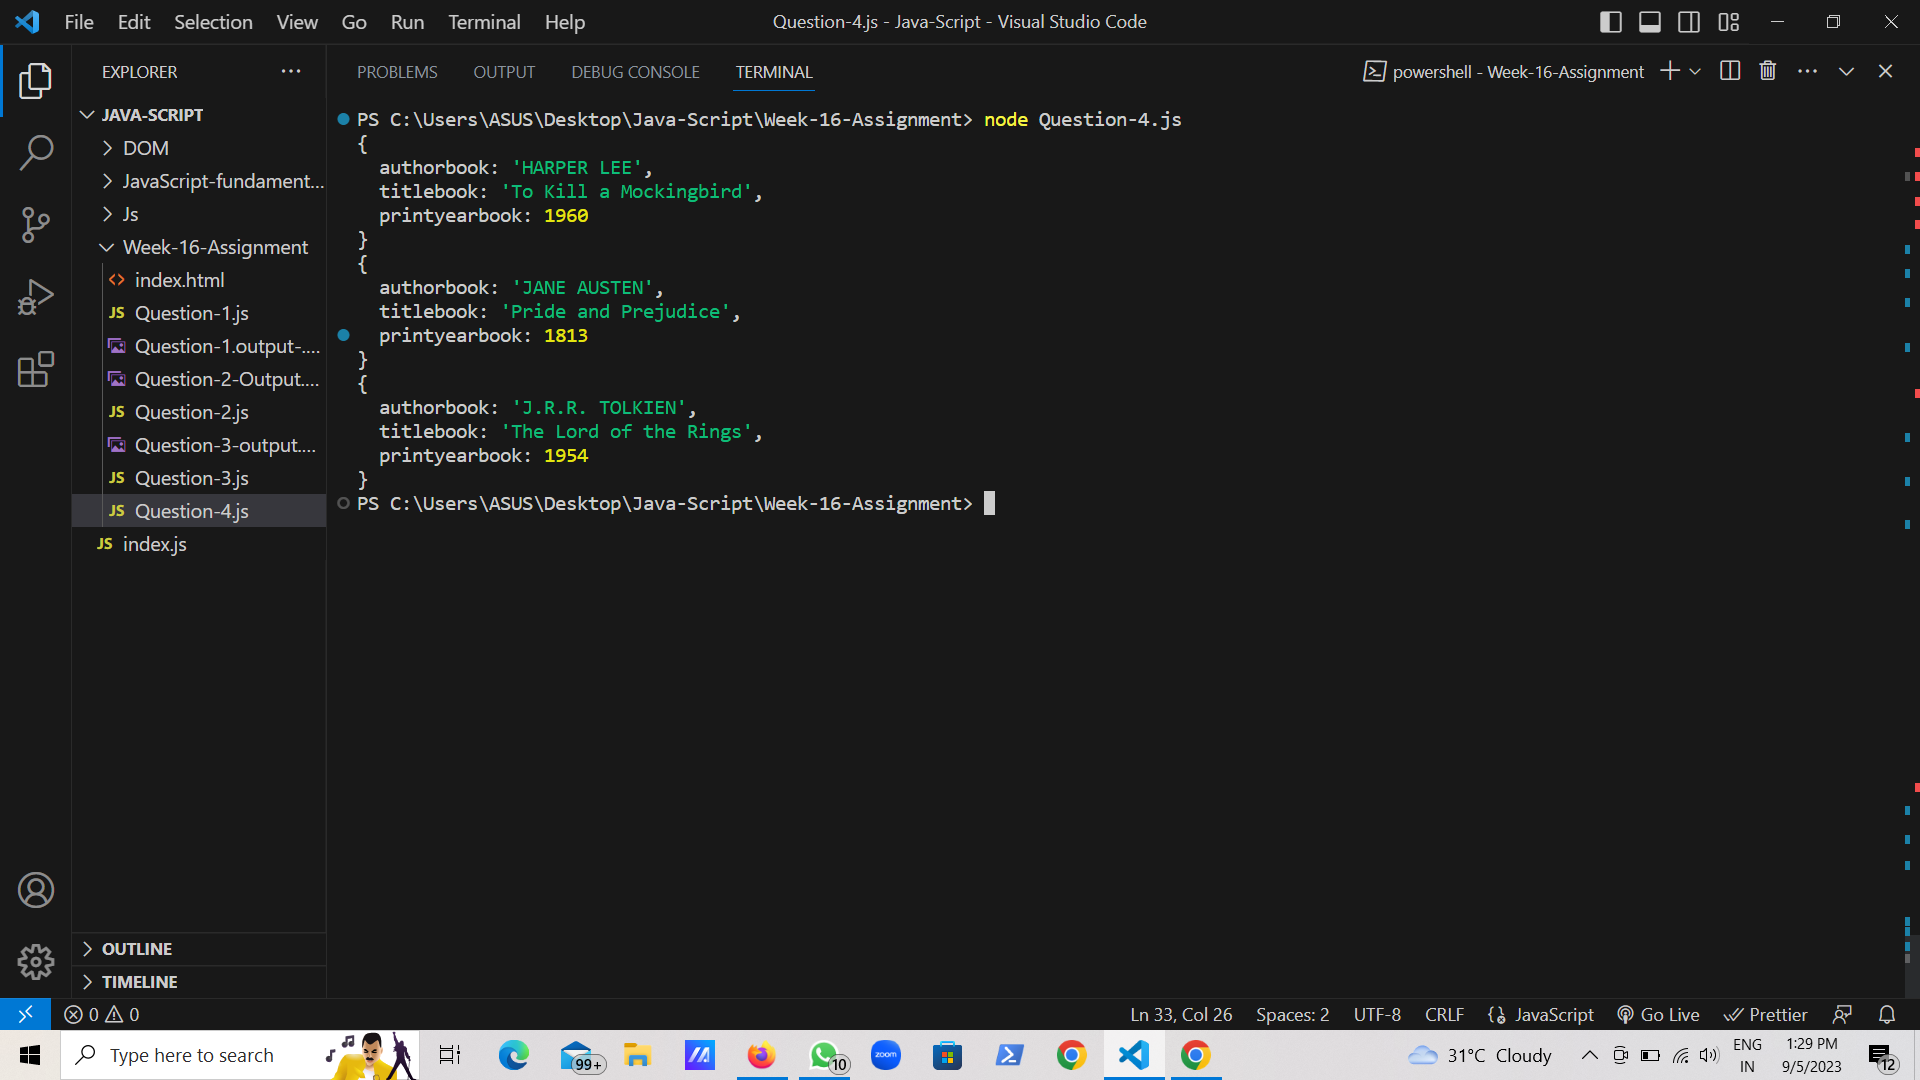 File Edit Selection View Go Run Terminal Help
Question-4.js - Java-Script - Visual Studio Code
EXPLORER
JAVA-SCRIPT
DOM
JavaScript-fundament...
Js
Week-16-Assignment
index.html
JS Question-1.js
Question-1.output-....
Question-2-Output....
JS Question-2.js
Question-3-output....
JS Question-3.js
JS Question-4.js
JS index.js
OUTLINE
TIMELINE
PROBLEMS OUTPUT DEBUG CONSOLE TERMINAL
powershell - Week-16-Assignment
PS C:\Users\ASUS\Desktop\Java-Script\Week-16-Assignment> node Question-4.js
{
authorbook: 'HARPER LEE',
titlebook: 'To Kill a Mockingbird',
printyearbook: 1960
}
{
authorbook: 'JANE AUSTEN',
titlebook: 'Pride and Prejudice',
printyearbook: 1813
}
{
authorbook: 'J.R.R. TOLKIEN',
titlebook: 'The Lord of the Rings',
printyearbook: 1954
}
PS C:\Users\ASUS\Desktop\Java-Script\Week-16-Assignment>
0 0
Ln 33, Col 26 Spaces: 2 UTF-8 CRLF JavaScript Go Live Prettier
Type here to search
99+
10
zoom
31°C Cloudy
ENG
IN
1:29 PM
9/5/2023
12